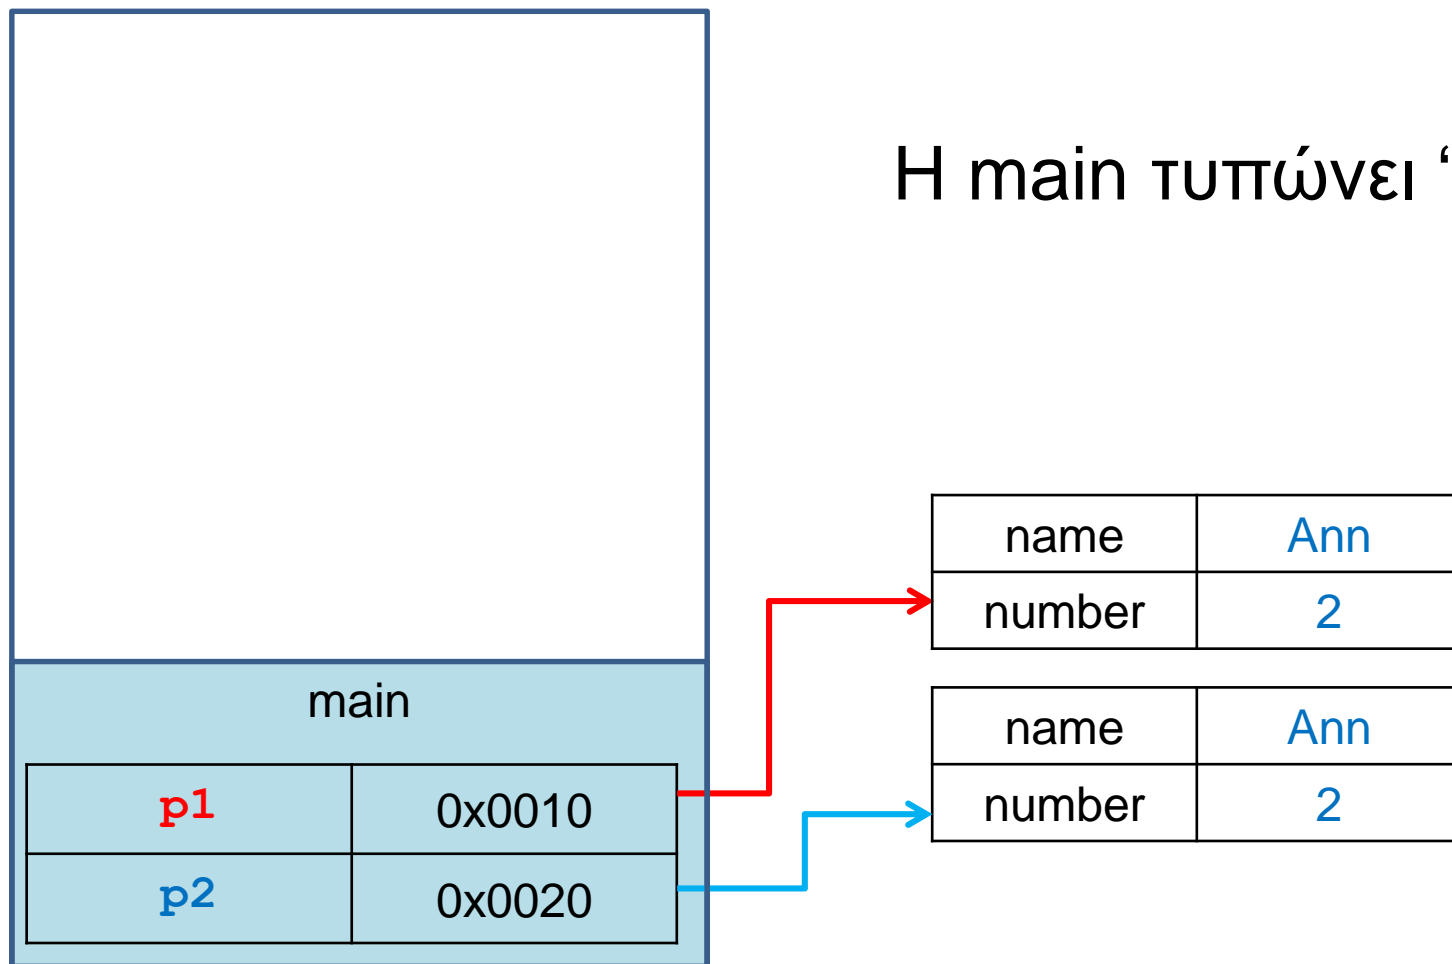 Η main τυπώνει ‘
name Ann
number 2
main
name Ann
number 2
p1 0x0010
p2 0x0020